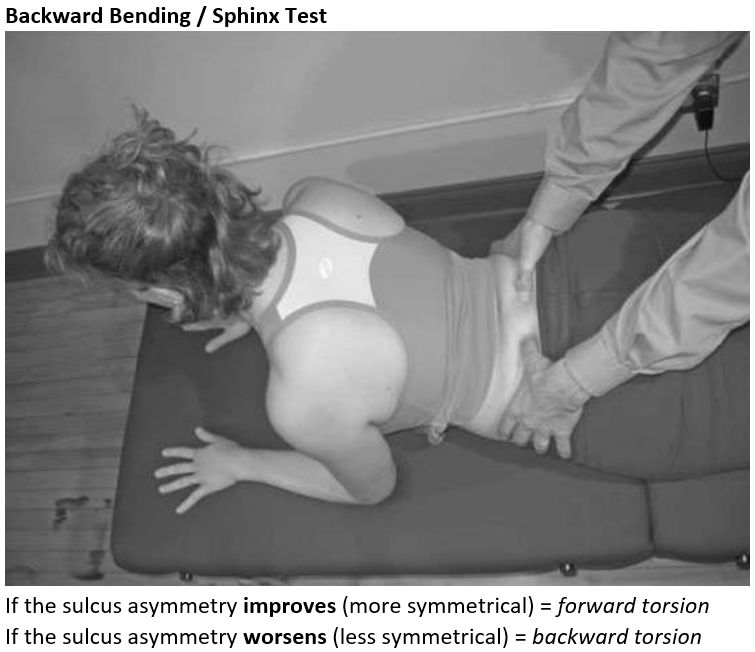 Backward Bending / Sphinx Test
If the sulcus asymmetry improves (more symmetrical) = forward torsion
If the sulcus asymmetry worsens (less symmetrical) = backward torsion